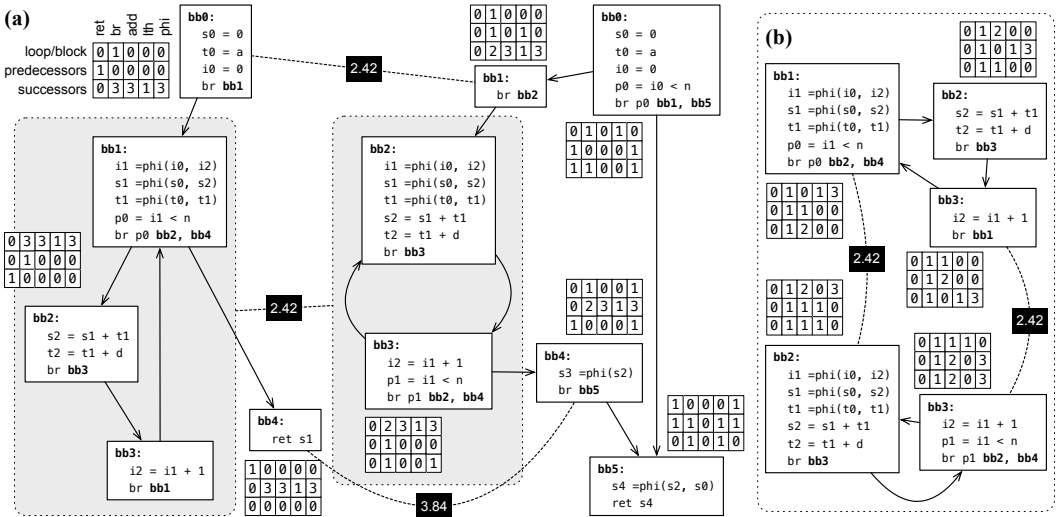 (a)
ret br add lth phi
loop/block
0 1 0 0 0
predecessors
1 0 0 0 0
successors
0 3 3 1 3
bb0:
s0 = 0
t0 = a
i0 = 0
br bb1
bb1:
i1 =phi(i0, i2)
s1 =phi(s0, s2)
t1 =phi(t0, t1)
p0 = i1 < n
br p0 bb2, bb4
0 3 3 1 3
0 1 0 0 0
1 0 0 0 0
bb2:
s2 = s1 + t1
t2 = t1 + d
br bb3
bb3:
i2 = i1 + 1
br bb1
bb4:
ret s1
1 0 0 0 0
0 3 3 1 3
0 0 0 0 0
2.42
2.42
3.84
0 1 0 0 0
0 1 0 1 0
0 2 3 1 3
bb1:
br bb2
bb0:
s0 = 0
t0 = a
i0 = 0
p0 = i0 < n
br p0 bb1, bb5
0 1 0 1 0
1 0 0 0 1
1 1 0 0 1
bb2:
i1 =phi(i0, i2)
s1 =phi(s0, s2)
t1 =phi(t0, t1)
s2 = s1 + t1
t2 = t1 + d
br bb3
bb3:
i2 = i1 + 1
p1 = i1 < n
br p1 bb2, bb4
0 2 3 1 3
0 1 0 0 0
0 1 0 0 1
0 1 0 0 1
0 2 3 1 3
1 0 0 0 1
bb4:
s3 =phi(s2)
br bb5
1 0 0 0 1
1 1 0 1 1
0 1 0 1 0
bb5:
s4 =phi(s2, s0)
ret s4
(b)
0 1 2 0 0
0 1 0 1 3
0 1 1 0 0
bb1:
i1 =phi(i0, i2)
s1 =phi(s0, s2)
t1 =phi(t0, t1)
p0 = i1 < n
br p0 bb2, bb4
bb2:
s2 = s1 + t1
t2 = t1 + d
br bb3
bb3:
i2 = i1 + 1
br bb1
0 1 0 1 3
0 1 1 0 0
0 1 2 0 0
0 1 1 0 0
0 1 2 0 0
0 1 0 1 3
2.42
2.42
0 1 2 0 3
0 1 1 1 0
0 1 1 1 0
0 1 1 1 0
0 1 2 0 3
0 1 2 0 3
bb2:
i1 =phi(i0, i2)
s1 =phi(s0, s2)
t1 =phi(t0, t1)
s2 = s1 + t1
t2 = t1 + d
br bb3
bb3:
i2 = i1 + 1
p1 = i1 < n
br p1 bb2, bb4